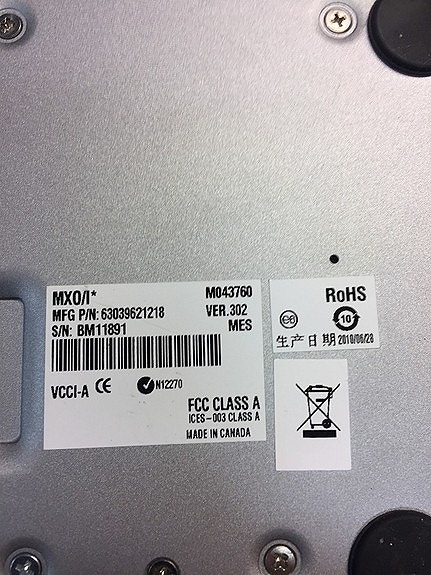 MXO/I* M043760
MFG P/N: 63039621218 VER.302
S/N: BM11891 MES
VCCI-A CE N12270
FCC CLASS A
ICES-003 CLASS A
MADE IN CANADA
RoHS
e 10
生产日期 2010/06/28